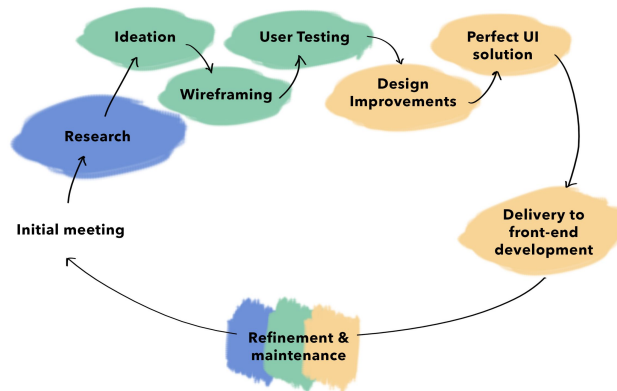 Ideation
User Testing
Perfect UI
solution
Wireframing
Design
Improvements
Research
Initial meeting
Delivery to
front-end
development
Refinement &
maintenance